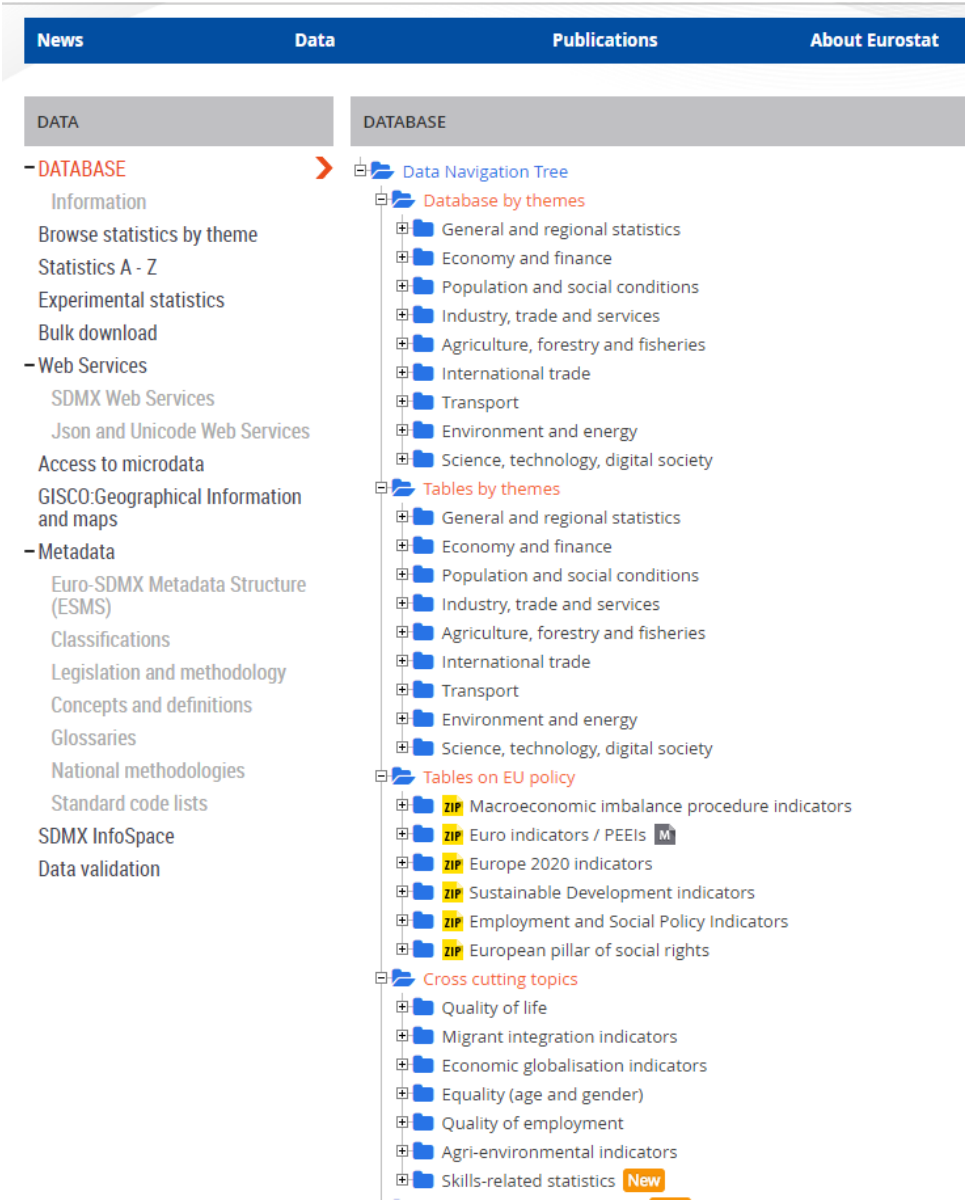 News Data Publications About Eurostat
DATA
DATABASE
Information
Browse statistics by theme
Statistics A - Z
Experimental statistics
Bulk download
Web Services
SDMX Web Services
Json and Unicode Web Services
Access to microdata
GISCO:Geographical Information
and maps
Metadata
Euro-SDMX Metadata Structure
(ESMS)
Classifications
Legislation and methodology
Concepts and definitions
Glossaries
National methodologies
Standard code lists
SDMX InfoSpace
Data validation
DATABASE
Data Navigation Tree
Database by themes
General and regional statistics
Economy and finance
Population and social conditions
Industry, trade and services
Agriculture, forestry and fisheries
International trade
Transport
Environment and energy
Science, technology, digital society
Tables by themes
General and regional statistics
Economy and finance
Population and social conditions
Industry, trade and services
Agriculture, forestry and fisheries
International trade
Transport
Environment and energy
Science, technology, digital society
Tables on EU policy
ZIP Macroeconomic imbalance procedure indicators
ZIP Euro indicators / PEEIs M
ZIP Europe 2020 indicators
ZIP Sustainable Development indicators
ZIP Employment and Social Policy Indicators
ZIP European pillar of social rights
Cross cutting topics
Quality of life
Migrant integration indicators
Economic globalisation indicators
Equality (age and gender)
Quality of employment
Agri-environmental indicators
Skills-related statistics New